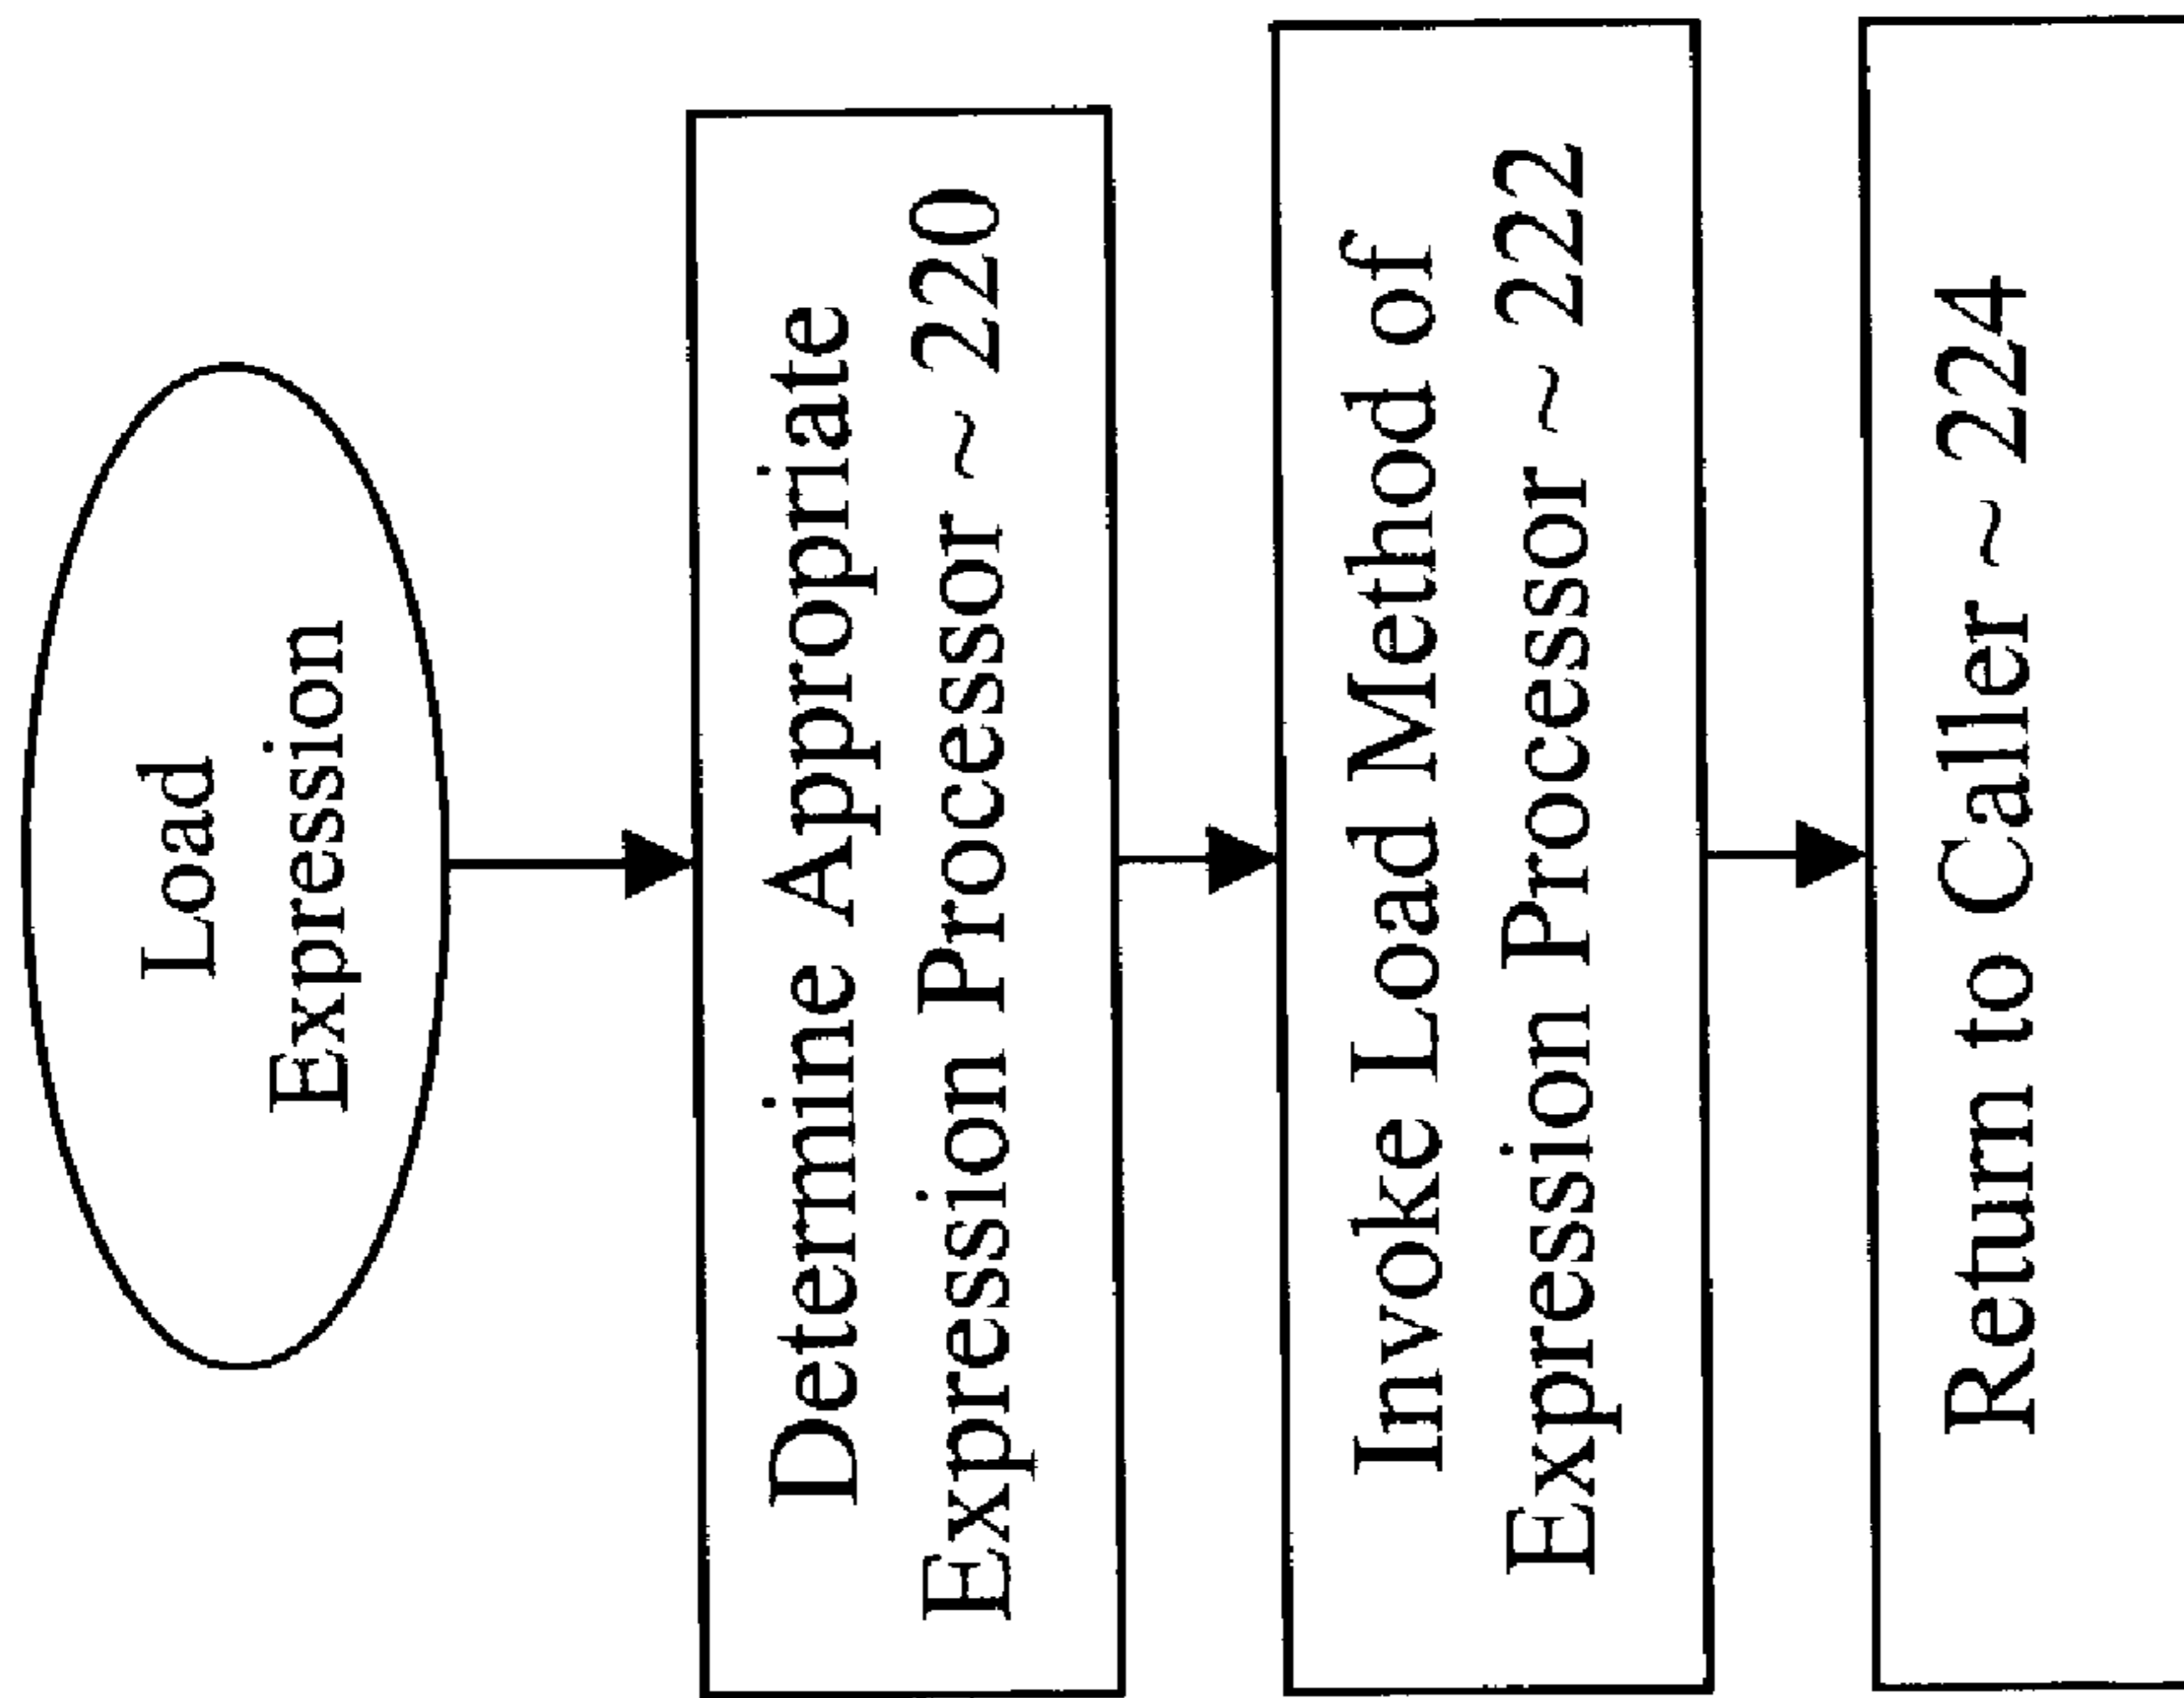 Load
Expression
Determine Appropriate
Expression Processor ~ 220
Invoke Load Method of
Expression Processor ~ 222
Return to Caller ~ 224